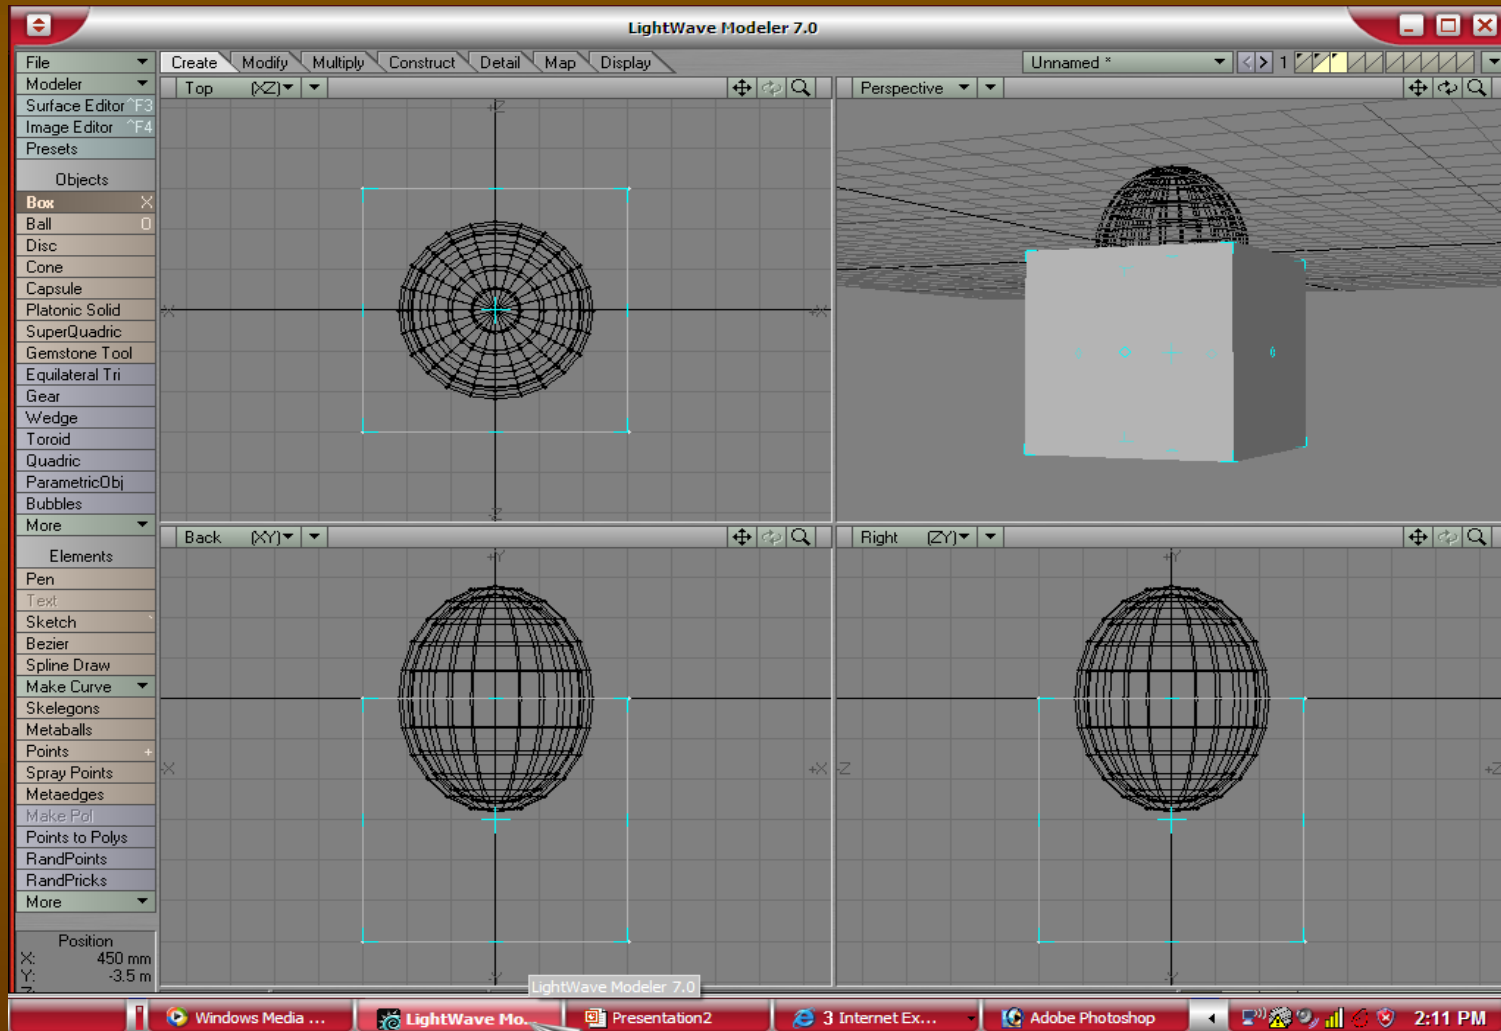 LightWave Modeler 7.0
File
Create Modify Multiply Construct Detail Map Display
Unnamed *
1
Modeler
Surface Editor ^F3
Image Editor ^F4
Presets
Objects
Box X
Ball O
Disc
Cone
Capsule
Platonic Solid
SuperQuadric
Gemstone Tool
Equilateral Tri
Gear
Wedge
Toroid
Quadric
ParametricObj
Bubbles
More
Elements
Pen
Text
Sketch `
Bezier
Spline Draw
Make Curve
Skelegons
Metaballs
Points +
Spray Points
Metaedges
Make Pol
Points to Polys
RandPoints
RandPricks
More
Position
X: 450 mm
Y: -3.5 m
Top (XZ)
+Z
-X +X
-Z
Perspective
Back (XY)
+Y
-X +X
-Y
Right (ZY)
+Y
-Z +Z
-Y
LightWave Modeler 7.0
Windows Media ...
LightWave Mo...
Presentation2
3 Internet Ex...
Adobe Photoshop
2:11 PM